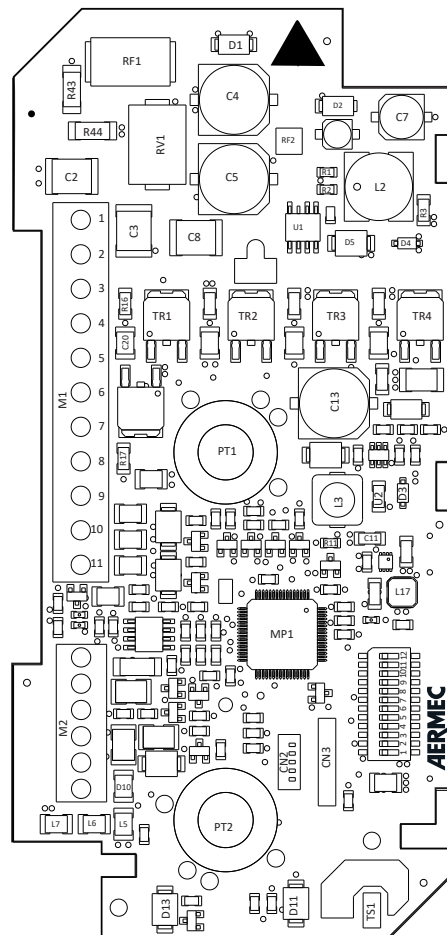 D1
RF1
R43
C4
D2
C7
R44
RV1
RF2
C2
C5
R1
R2
L2
R3
1
C3
C8
U1
D5
D4
2
3
R16
TR1
TR2
TR3
TR4
4
C20
5
M1
6
C13
7
PT1
8
R17
9
L3
U2
D3
10
R11
C11
11
L17
MP1
M2
1 2 3 4 5 6 7 8 9 10 11 12
AERMEC
CN2
CN3
D10
L7
L6
L5
PT2
D13
D11
TS1